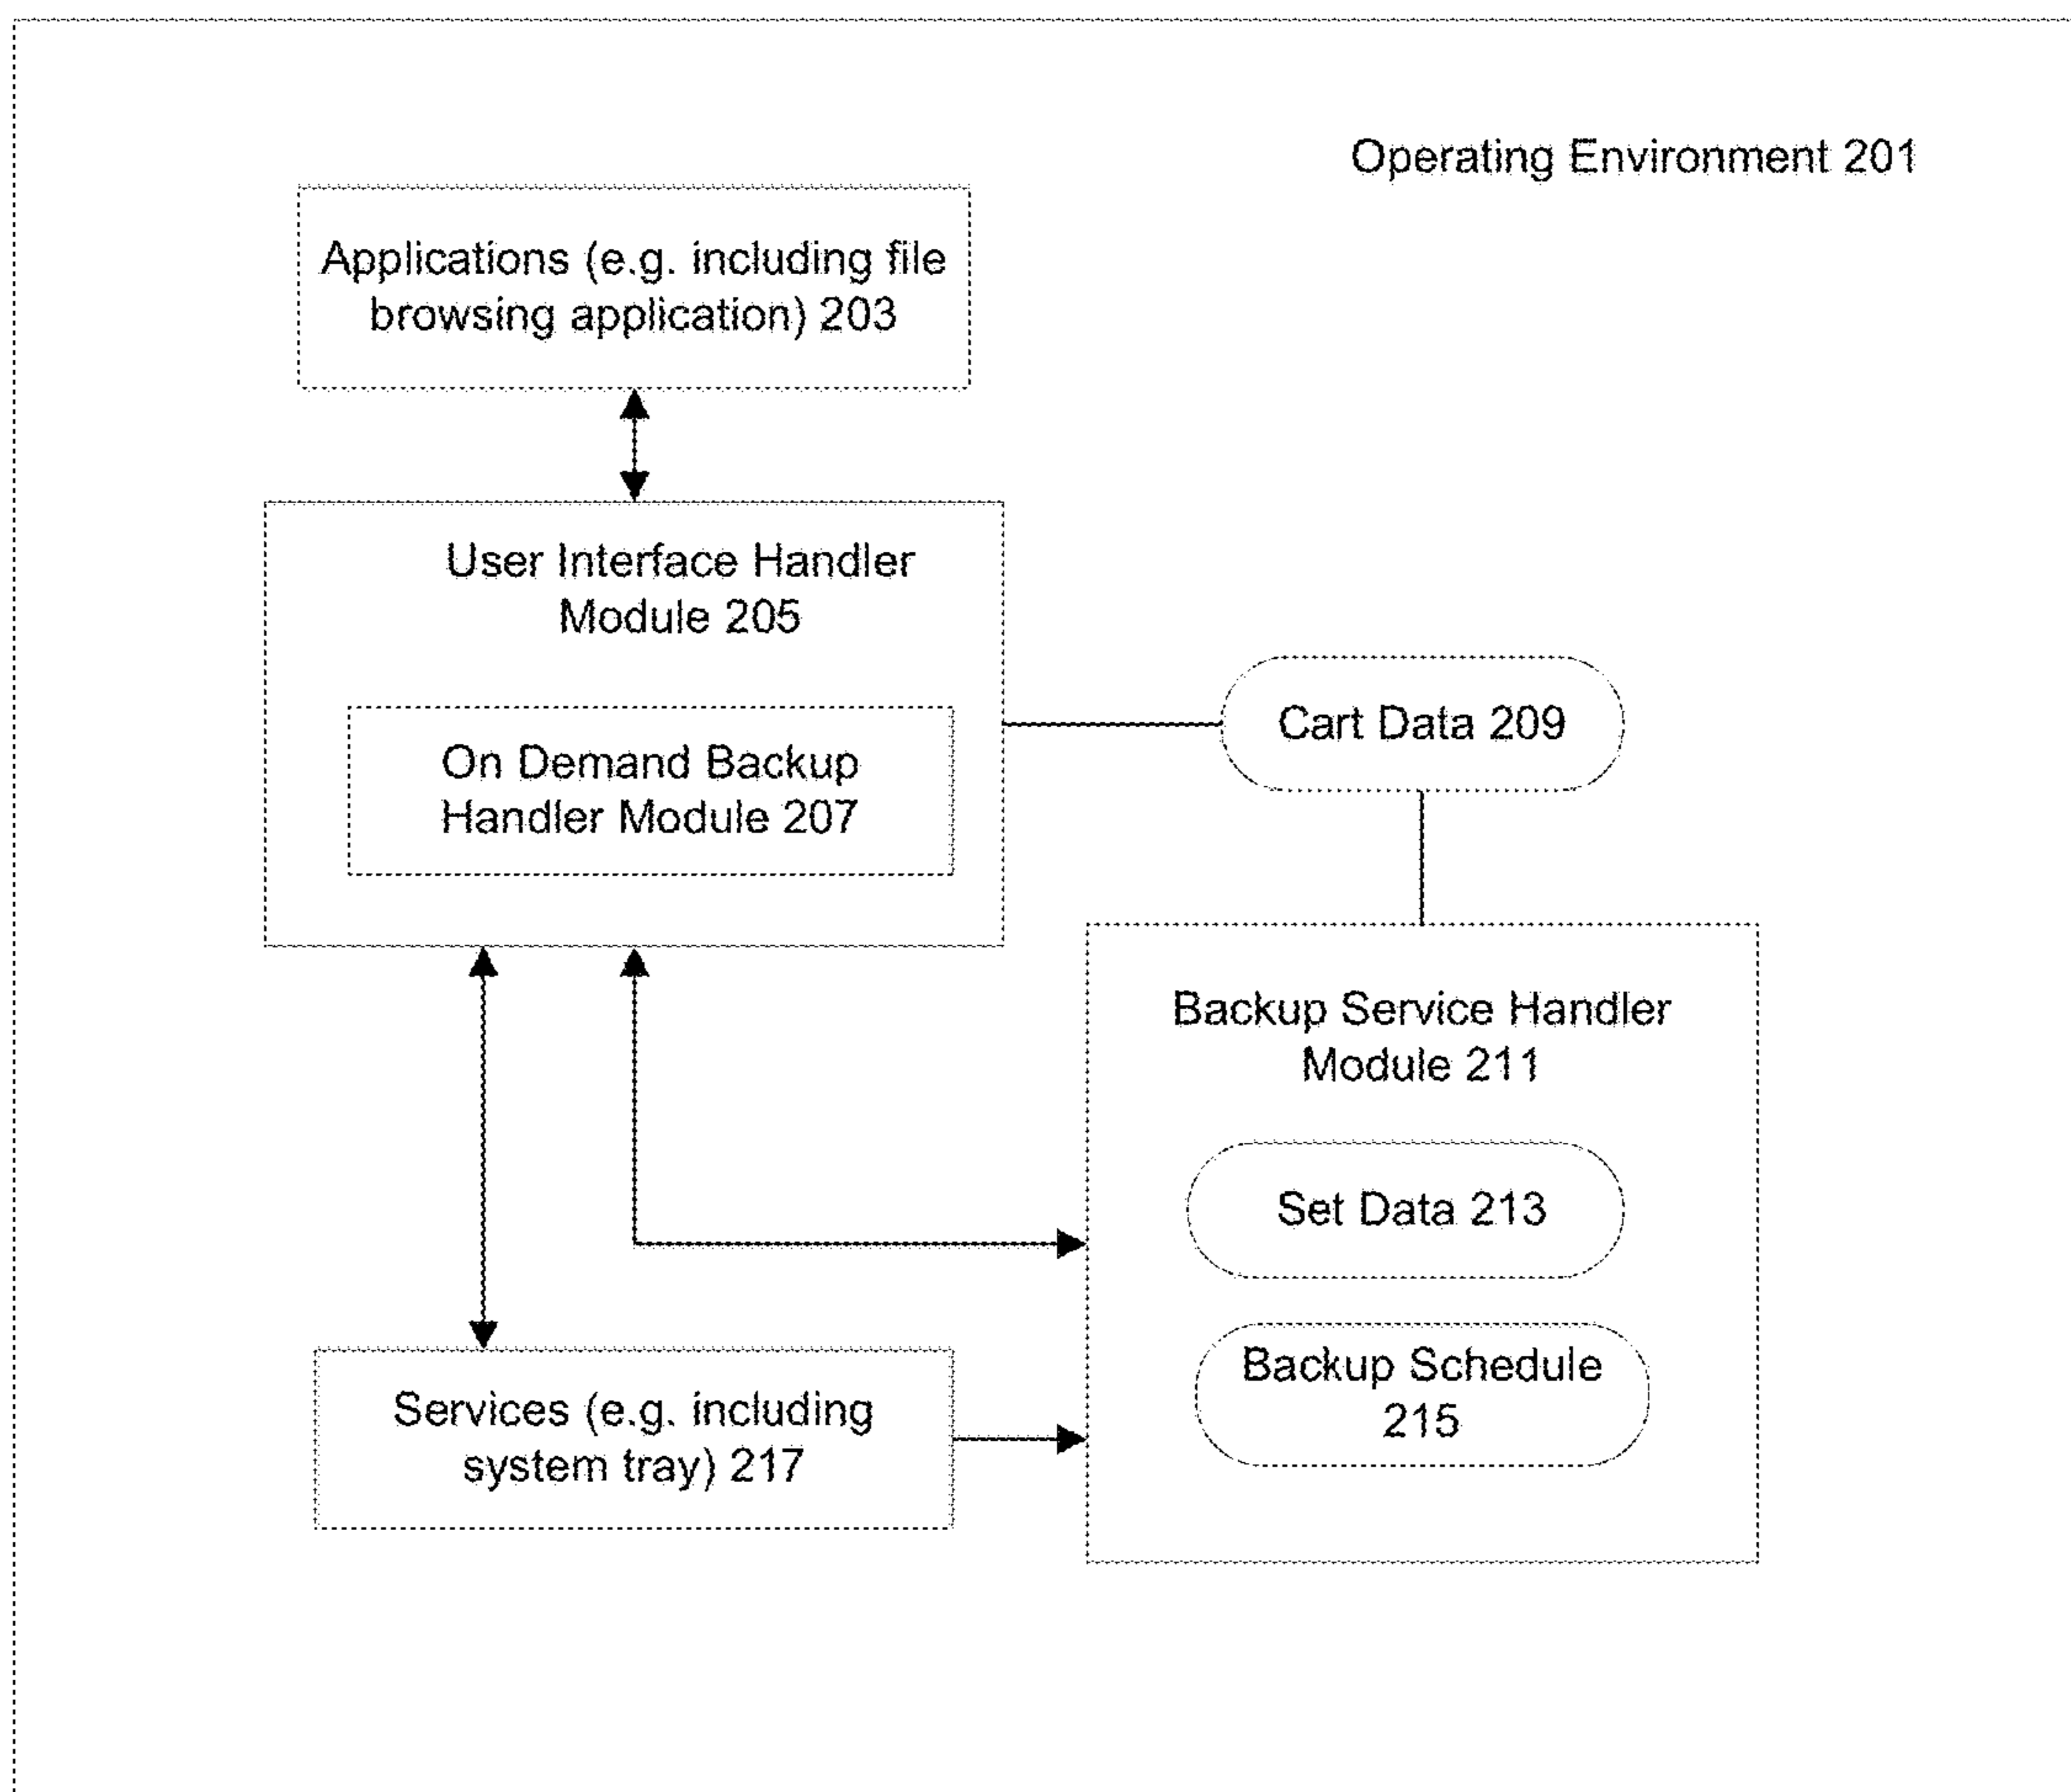 Operating Environment 201
Applications (e.g. including file
browsing application) 203
User Interface Handler
Module 205
On Demand Backup
Handler Module 207
Cart Data 209
Backup Service Handler
Module 211
Set Data 213
Backup Schedule
215
Services (e.g. including
system tray) 217